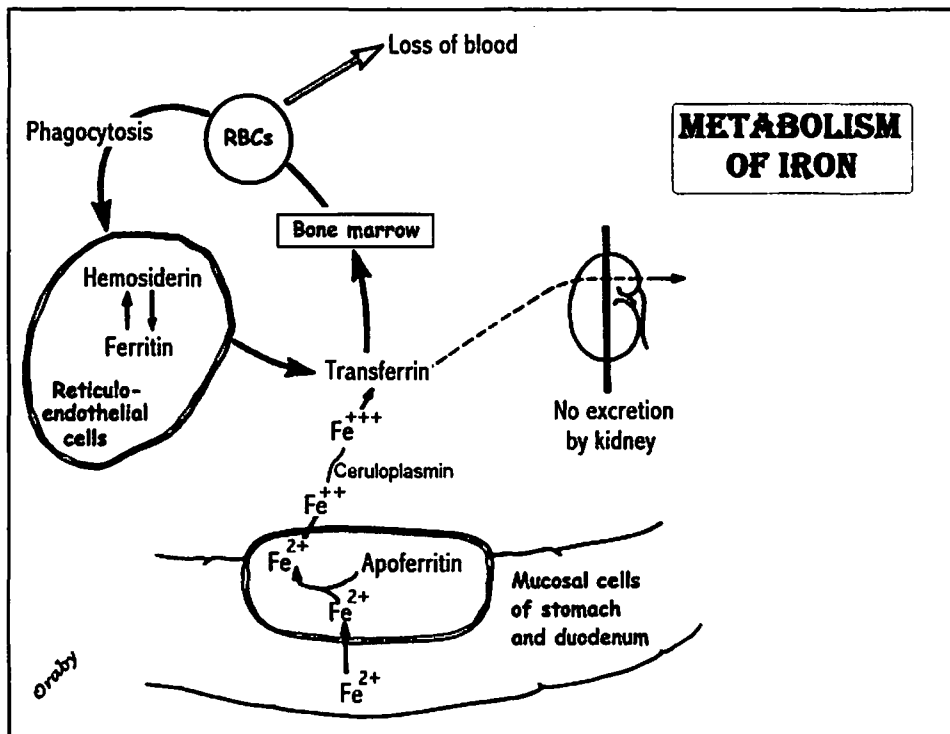 Loss of blood
METABOLISM
OF IRON
Phagocytosis
RBCs
Bone marrow
Hemosiderin
Ferritin
Reticulo-
endothelial
cells
Transferrin
No excretion
by kidney
Fe+++
Ceruloplasmin
Fe++
Fe2+
Apoferritin
Fe2+
Mucosal cells
of stomach
and duodenum
Fe2+
Oraby